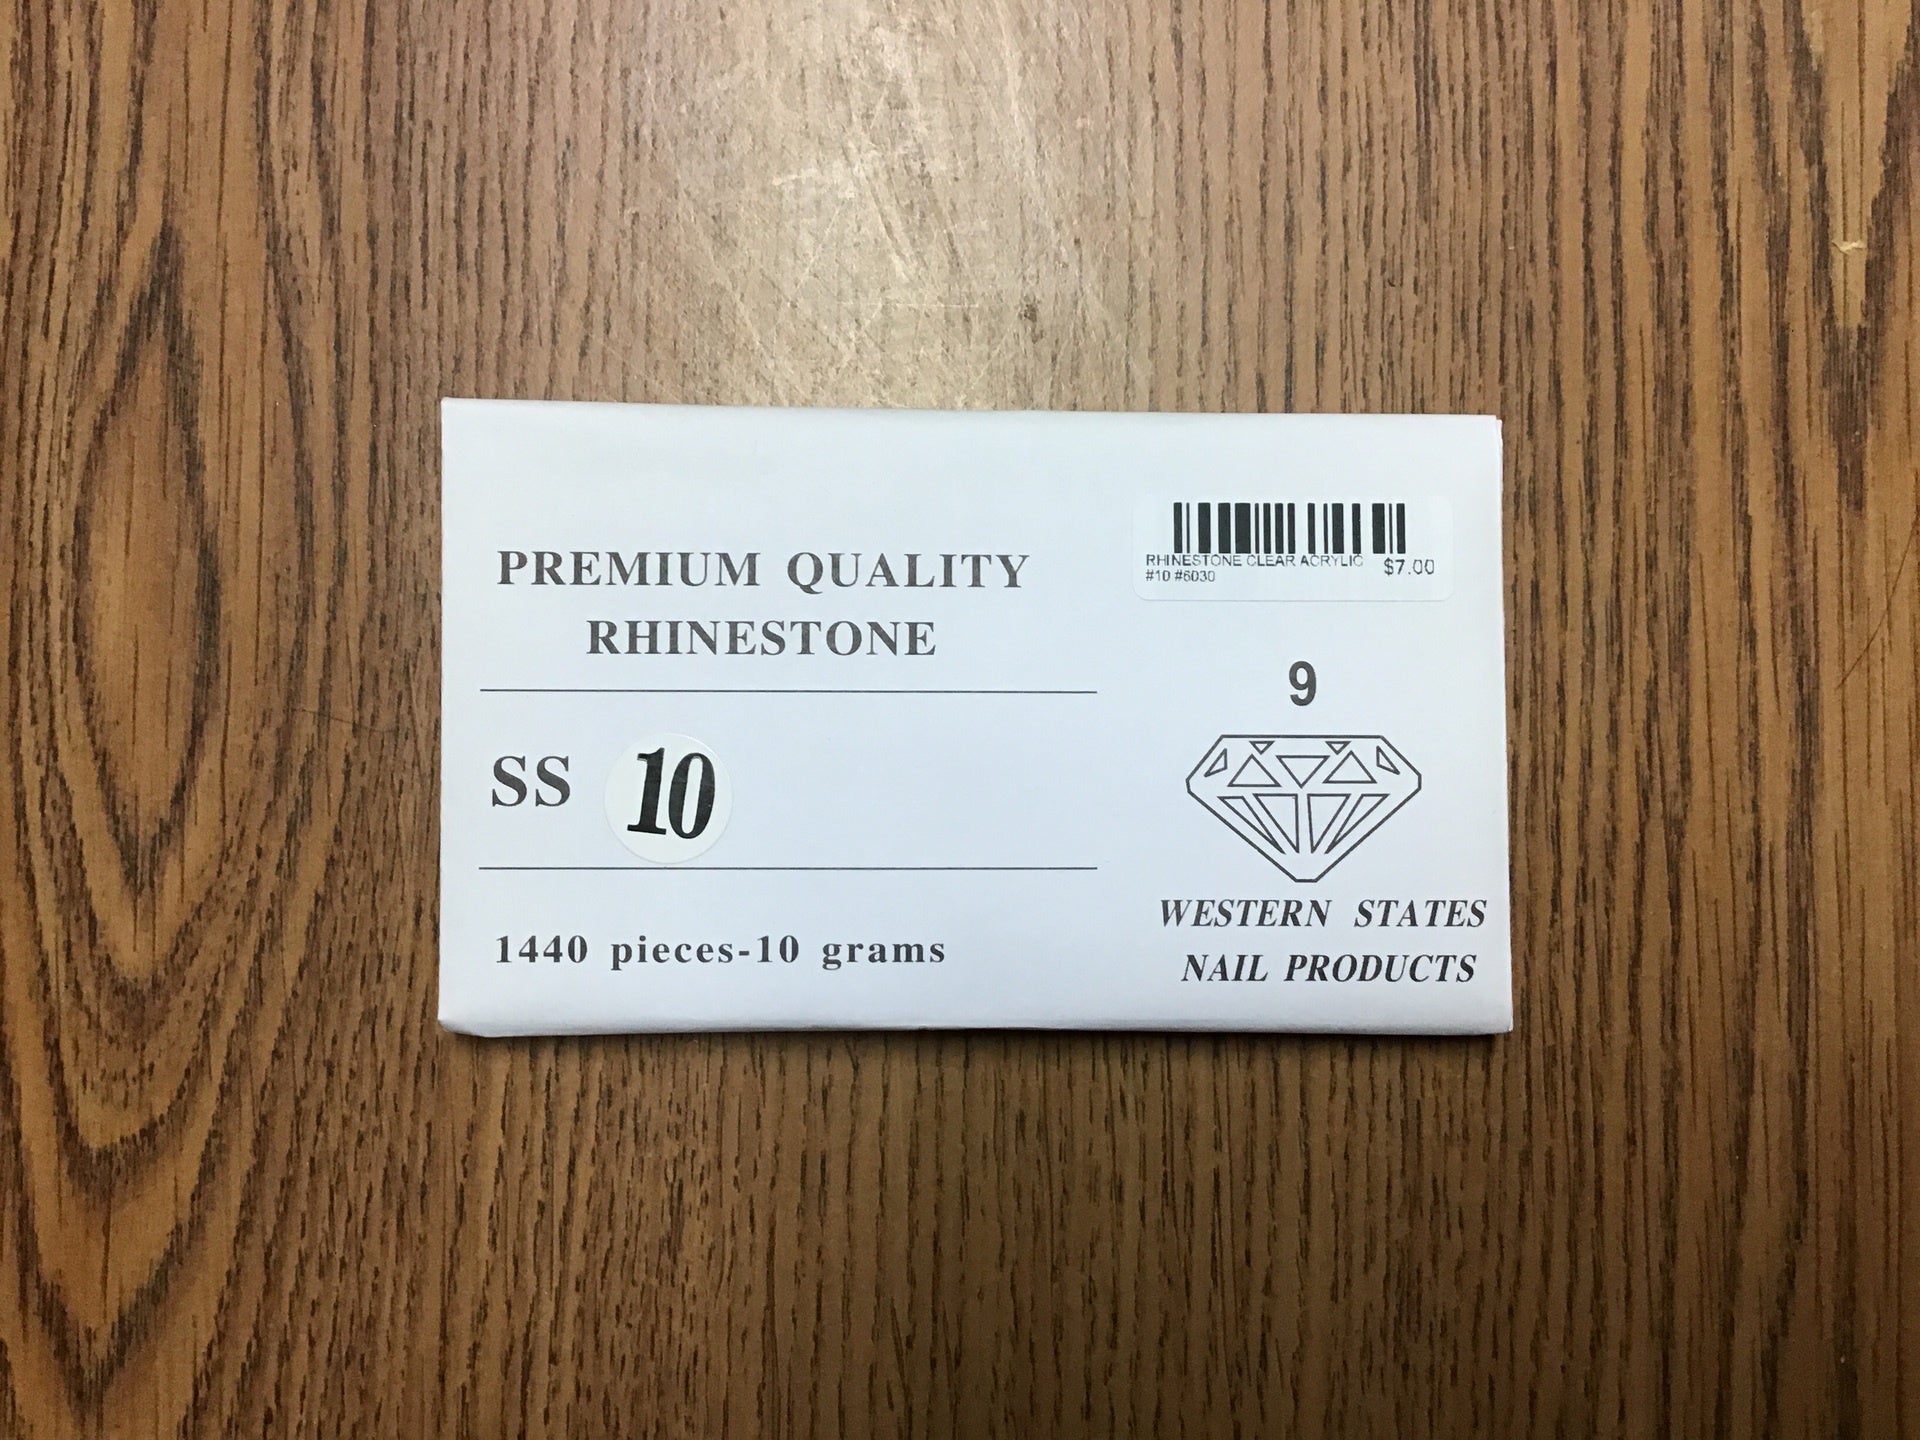 PREMIUM QUALITY
RHINESTONE
SS 10
1440 pieces-10 grams
RHINESTONE CLEAR ACRYLIC $7.00
#10 #6030
9
WESTERN STATES
NAIL PRODUCTS